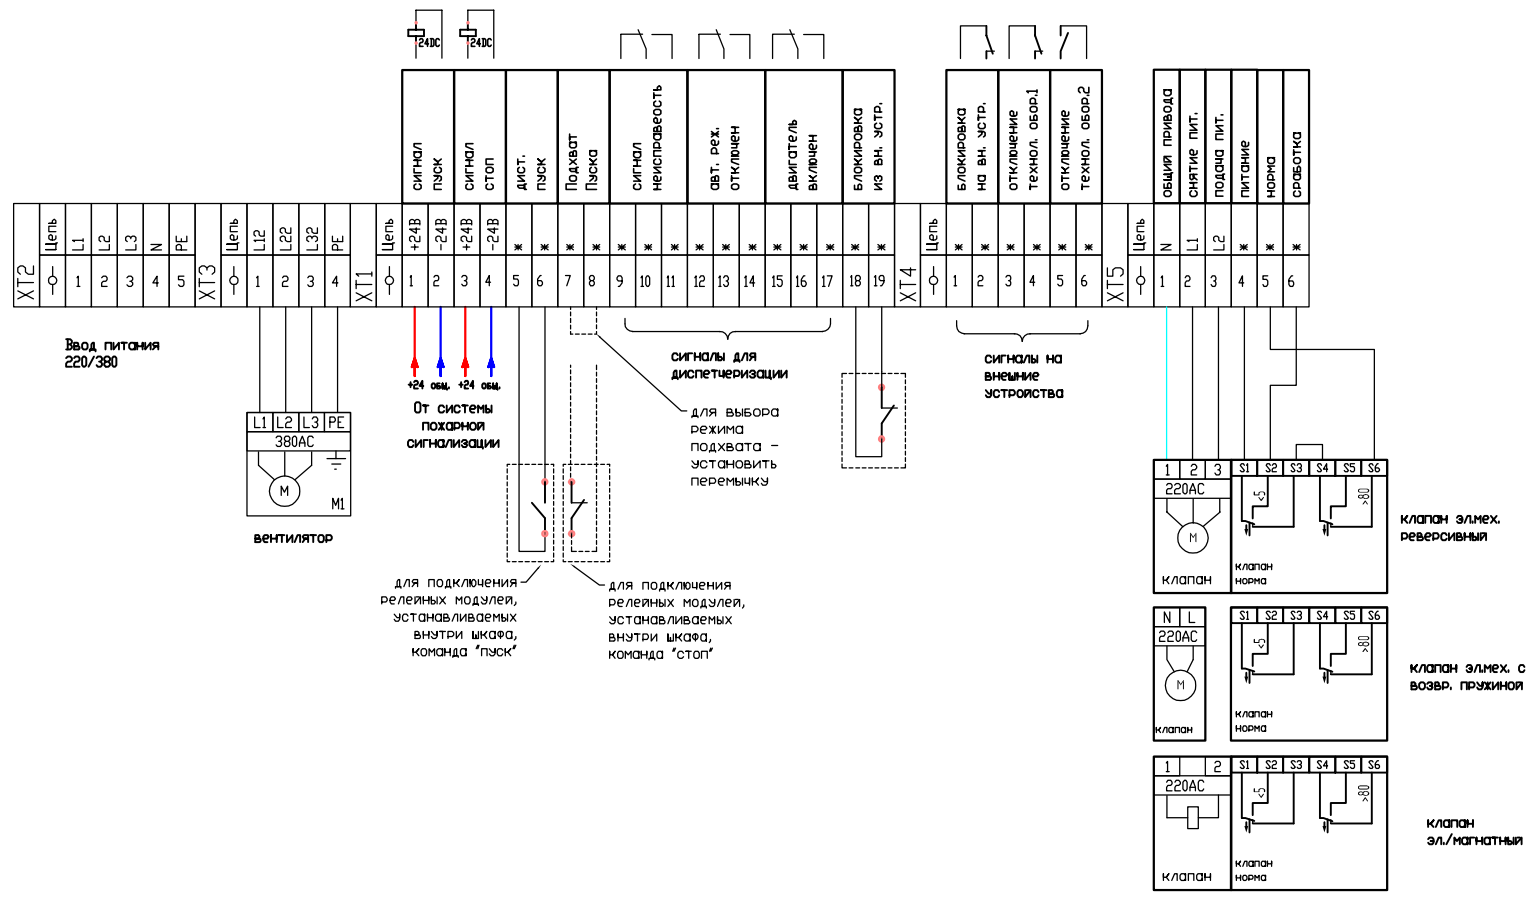 24DC
24DC
сигнал
пуск
сигнал
стоп
дист.
пуск
Подхват
Пуска
сигнал
неисправеость
авт. реж.
отключен
двигатель
включен
блокировка
из вн. устр.
блокировка
на вн. устр.
отключение
технол. обор.1
отключение
технол. обор.2
общий привода
снятие пит.
подача пит.
питание
норма
сработка
XT2
Цепь
L1
L2
L3
N
PE
1
2
3
4
5
XT3
Цепь
L12
L22
L32
PE
1
2
3
4
XT1
Цепь
+24В
-24В
+24В
-24В
* * * * * * * * * * * * * * *
1 2 3 4 5 6 7 8 9 10 11 12 13 14 15 16 17 18 19
XT4
Цепь
* * * * * *
1 2 3 4 5 6
XT5
Цепь
N
L1
L2
* * *
1 2 3 4 5 6
Ввод питания
220/380
L1 L2 L3 PE
380AC
M
M1
вентилятор
+24 общ. +24 общ.
От системы
пожарной
сигнализации
сигналы для
диспетчеризации
для выбора
режима
подхвата -
установить
перемычку
сигналы на
внешние
устройства
для подключения
релейных модулей,
устанавливаемых
внутри шкафа,
команда "пуск"
для подключения
релейных модулей,
устанавливаемых
внутри шкафа,
команда "стоп"
1 2 3
220AC
M
клапан
S1 S2 S3 S4 S5 S6
<5
>80
клапан
норма
клапан эл.мех.
реверсивный
N L
220AC
M
клапан
S1 S2 S3 S4 S5 S6
<5
>80
клапан
норма
клапан эл.мех. с
возвр. пружиной
1 2
220AC
клапан
S1 S2 S3 S4 S5 S6
<5
>80
клапан
норма
клапан
эл./магнатный